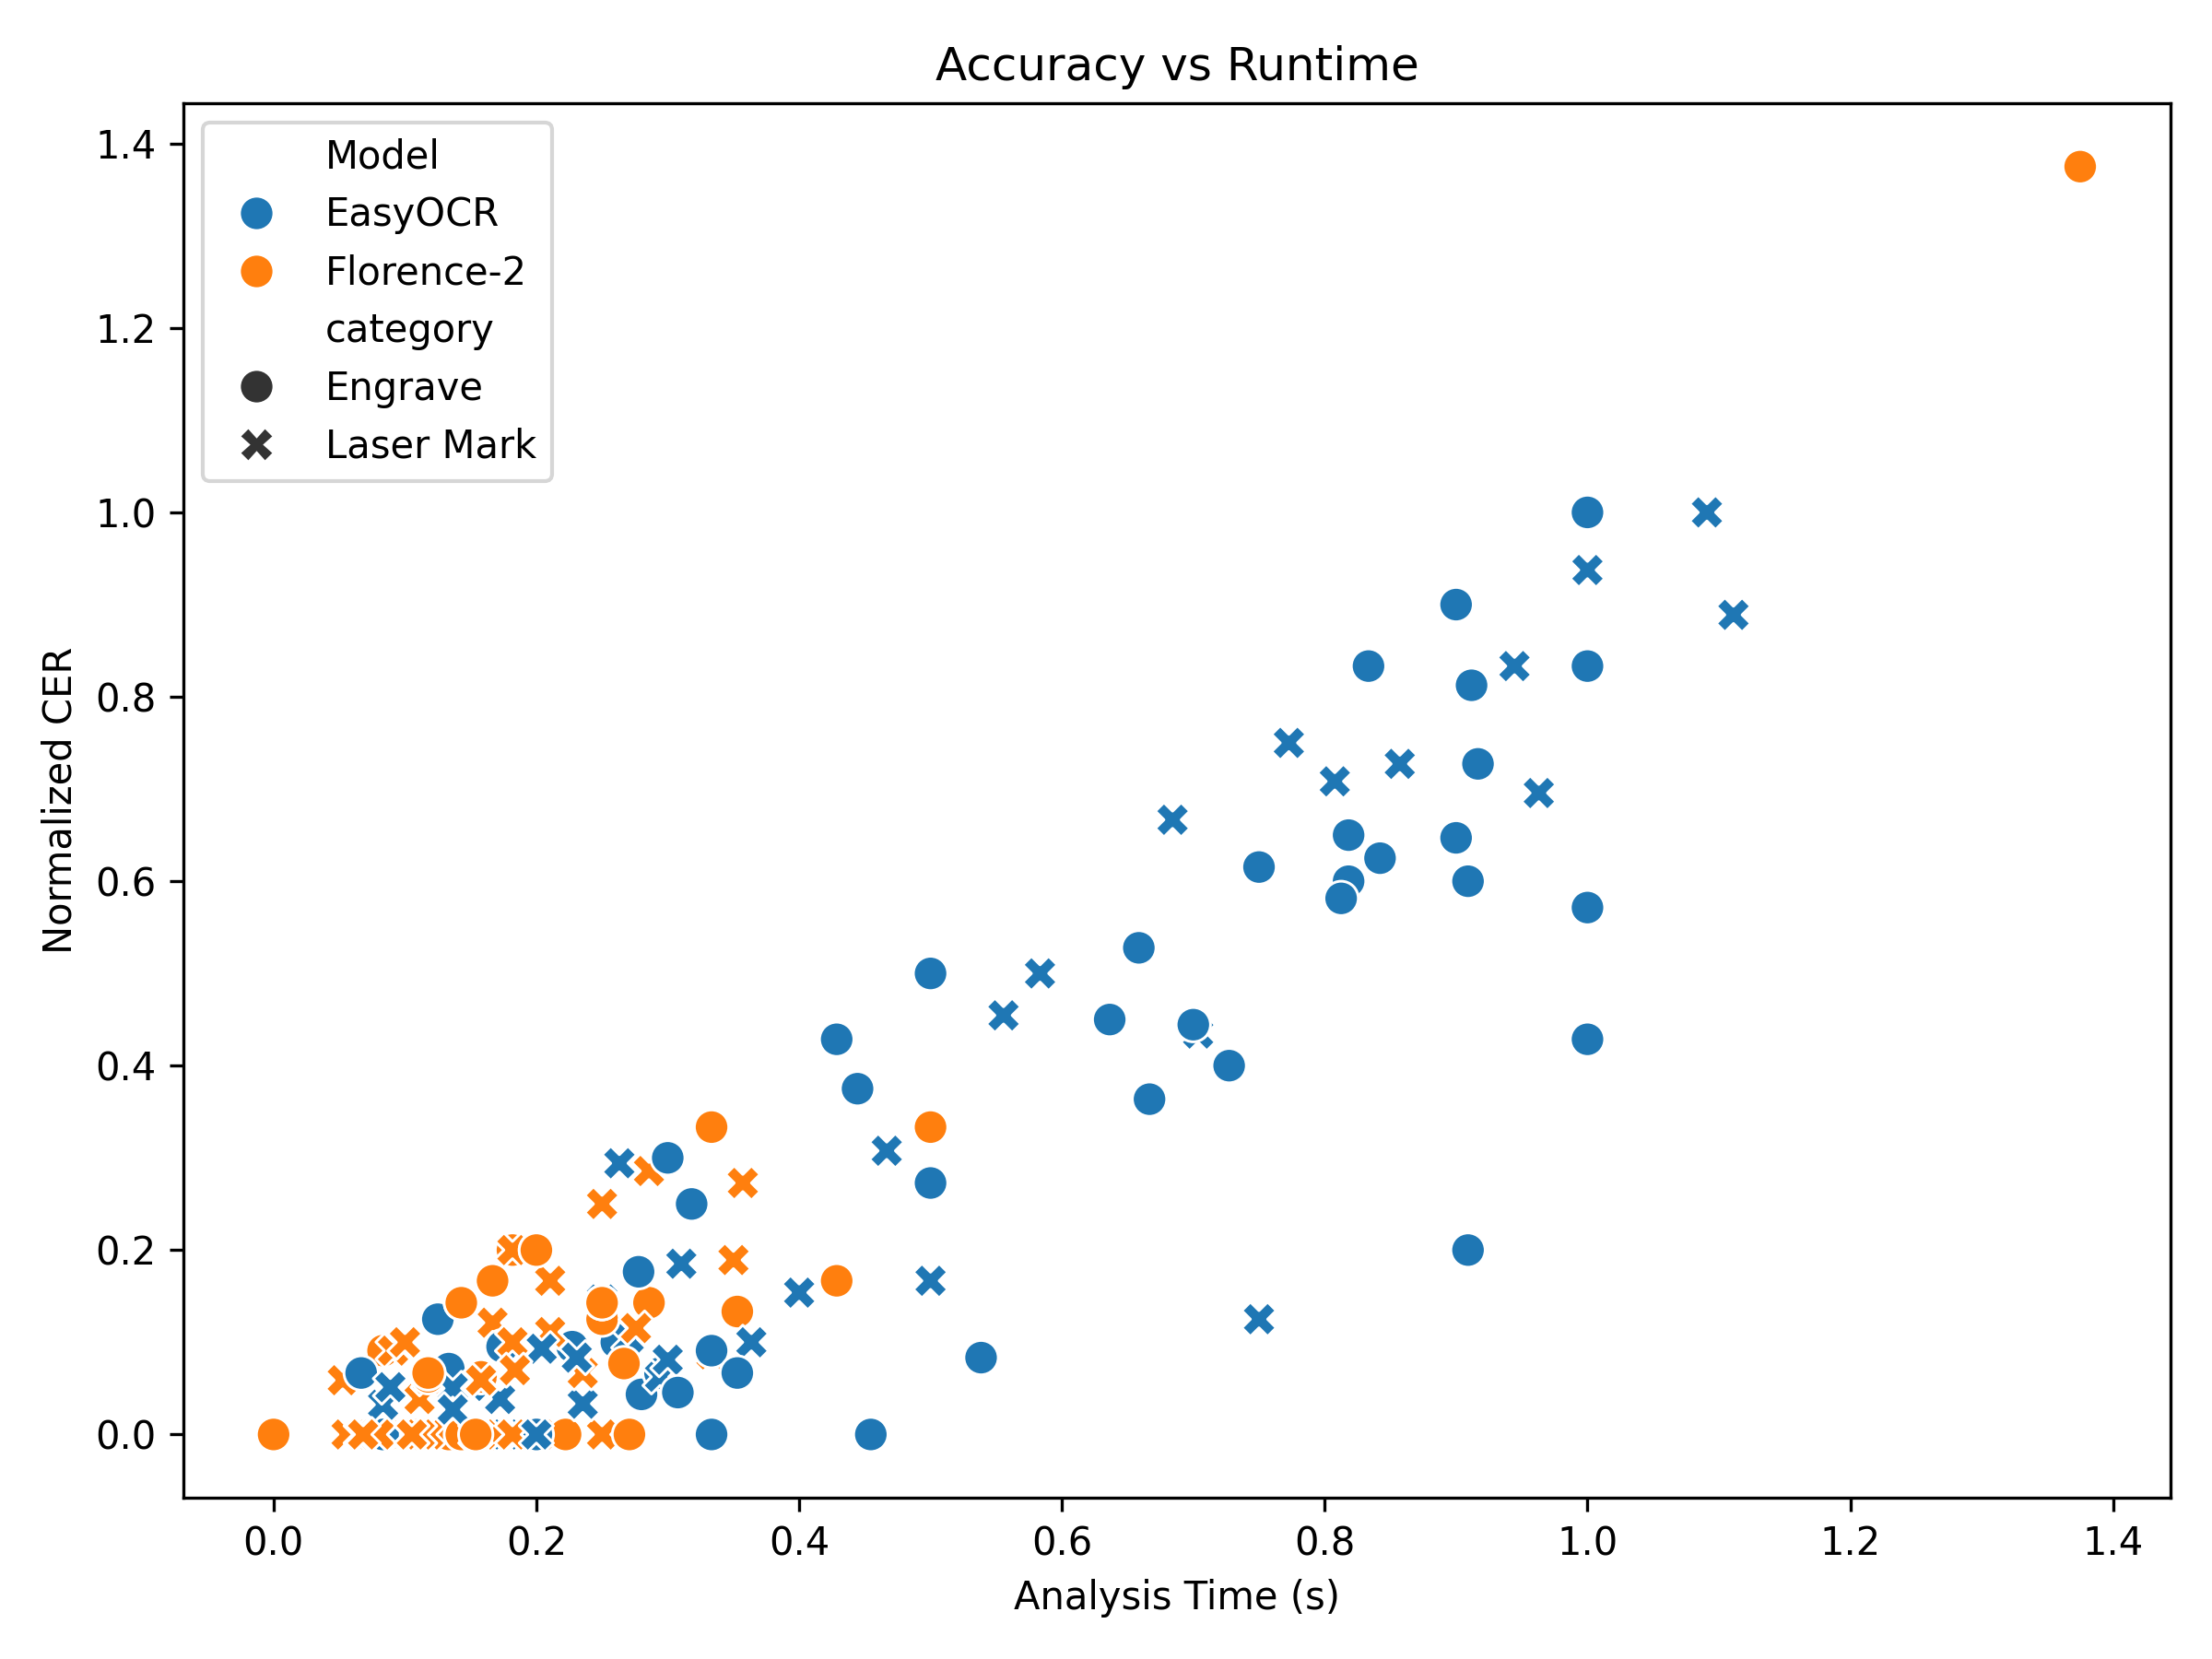 Accuracy vs Runtime
Model
EasyOCR
Florence-2
category
Engrave
Laser Mark
Normalized CER
1.4
1.2
1.0
0.8
0.6
0.4
0.2
0.0
0.0 0.2 0.4 0.6 0.8 1.0 1.2 1.4
Analysis Time (s)